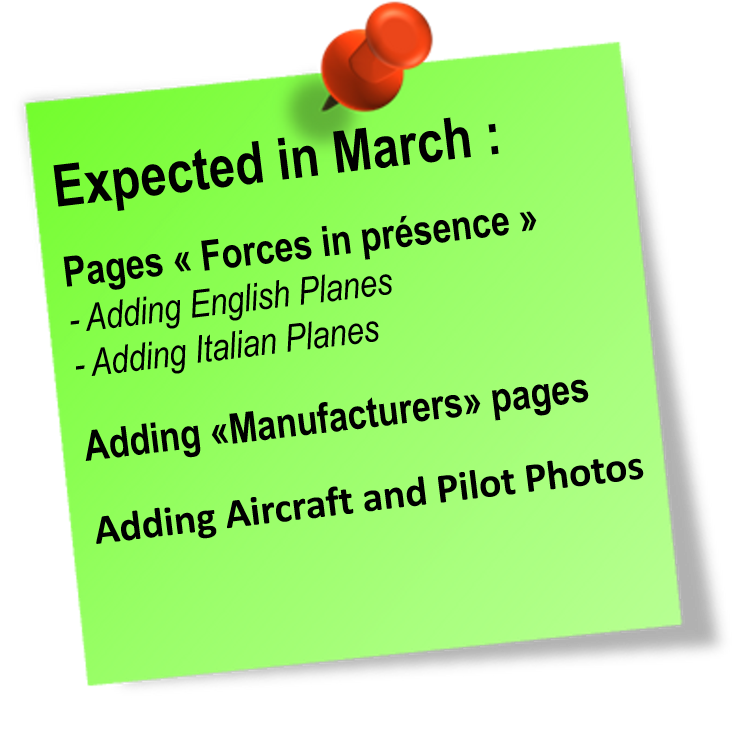 Expected in March :
Pages « Forces in présence »
- Adding English Planes
- Adding Italian Planes
Adding «Manufacturers» pages
Adding Aircraft and Pilot Photos